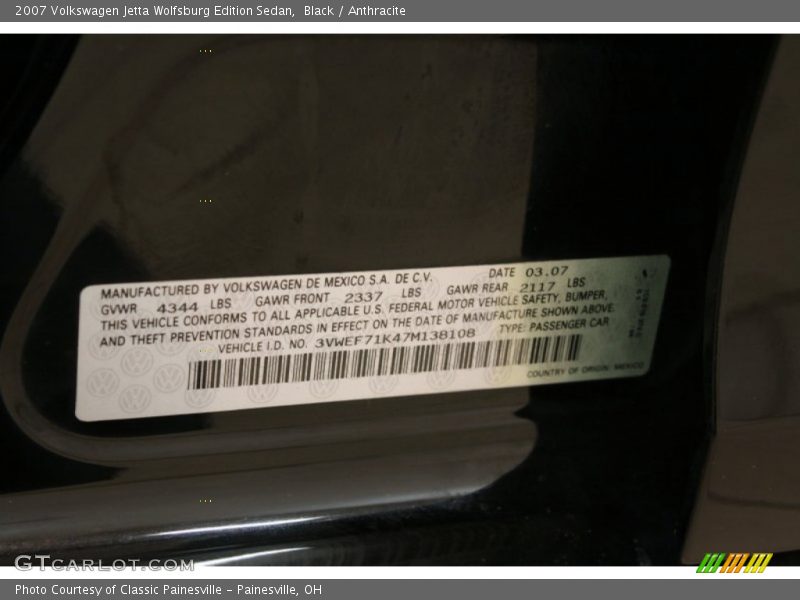 2007 Volkswagen Jetta Wolfsburg Edition Sedan, Black / Anthracite
MANUFACTURED BY VOLKSWAGEN DE MEXICO S.A. DE C.V. DATE 03.07
GVWR 4344 LBS GAWR FRONT 2337 LBS GAWR REAR 2117 LBS
THIS VEHICLE CONFORMS TO ALL APPLICABLE U.S. FEDERAL MOTOR VEHICLE SAFETY, BUMPER,
AND THEFT PREVENTION STANDARDS IN EFFECT ON THE DATE OF MANUFACTURE SHOWN ABOVE.
VEHICLE I.D. NO. 3VWEF71K47M138108 TYPE: PASSENGER CAR
COUNTRY OF ORIGIN: MEXICO
GTCARLOT.COM
Photo Courtesy of Classic Painesville - Painesville, OH